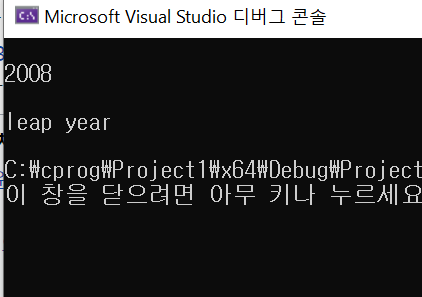 Microsoft Visual Studio 디버그 콘솔
2008
leap year
C:₩cprog₩Project1₩x64₩Debug₩Project
이 창을 닫으려면 아무 키나 누르세요